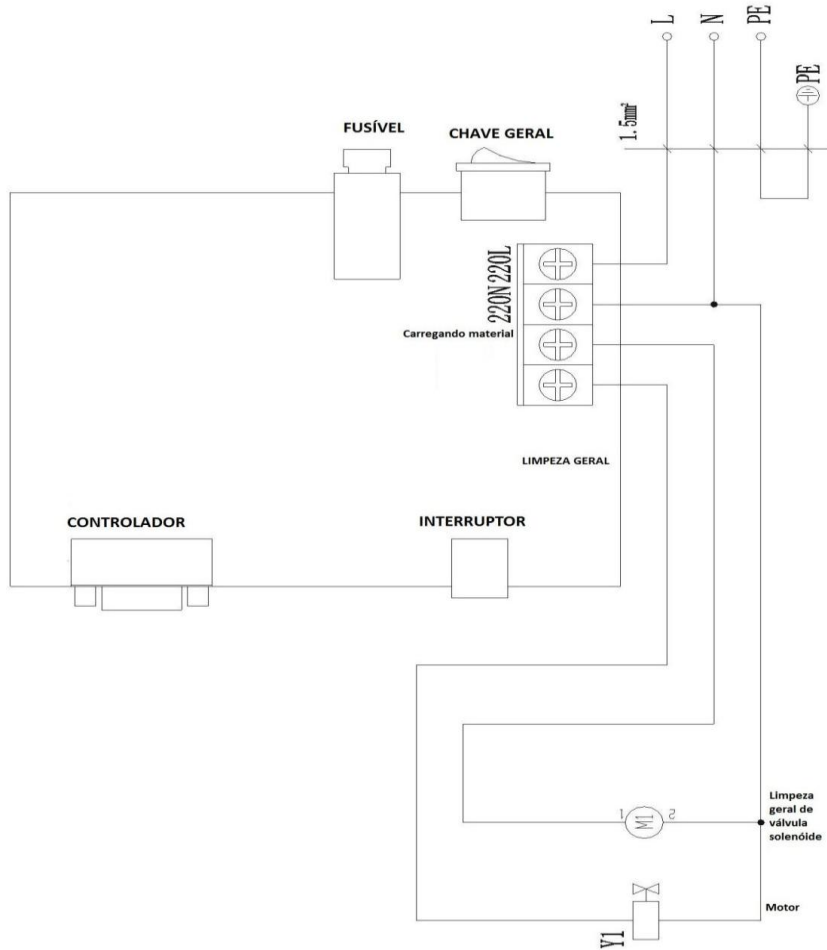 L
N
PE
PE
1.5mm²
FUSÍVEL
CHAVE GERAL
220N 220L
Carregando material
LIMPEZA GERAL
CONTROLADOR
INTERRUPTOR
1
M1
2
Limpeza
geral de
válvula
solenóide
Motor
Y1